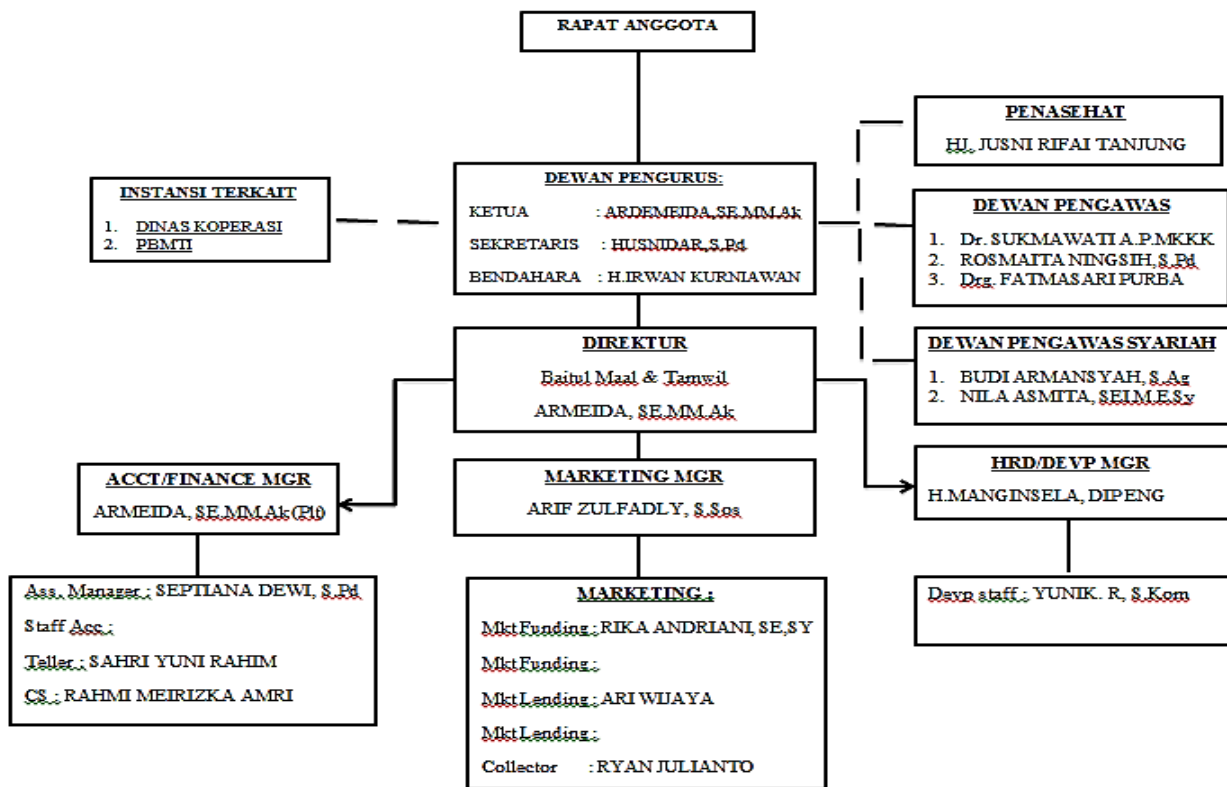 RAPAT ANGGOTA
PENASEHAT
HJ. JUSNI RIFAI TANJUNG
INSTANSI TERKAIT
1. DINAS KOPERASI
2. PBMTI
DEWAN PENGURUS:
KETUA : ARDEMEIDA,SE.MM.Ak
SEKRETARIS : HUSNIDAR,S.Pd
BENDAHARA : H.IRWAN KURNIAWAN
DEWAN PENGAWAS
1. Dr. SUKMAWATI A.P.MKKK
2. ROSMAITA NINGSIH,S.Pd
3. Drg. FATMASARI PURBA
DIREKTUR
Baitul Maal & Tamwil
ARMEIDA, SE.MM.Ak
DEWAN PENGAWAS SYARIAH
1. BUDI ARMANSYAH, S.Ag
2. NILA ASMITA, SEI.M.E.Sy
ACCT/FINANCE MGR
ARMEIDA, SE.MM.Ak (Plt)
MARKETING MGR
ARIF ZULFADLY, S.Sos
HRD/DEVP MGR
H.MANGINSELA, DIPENG
Ass. Manager : SEPTIANA DEWI, S.Pd
Staff Acc :
Teller : SAHRI YUNI RAHIM
CS : RAHMI MEIRIZKA AMRI
MARKETING :
Mkt Funding : RIKA ANDRIANI, SE,SY
Mkt Funding :
Mkt Lending : ARI WIJAYA
Mkt Lending :
Collector : RYAN JULIANTO
Devp staff : YUNIK. R, S.Kom